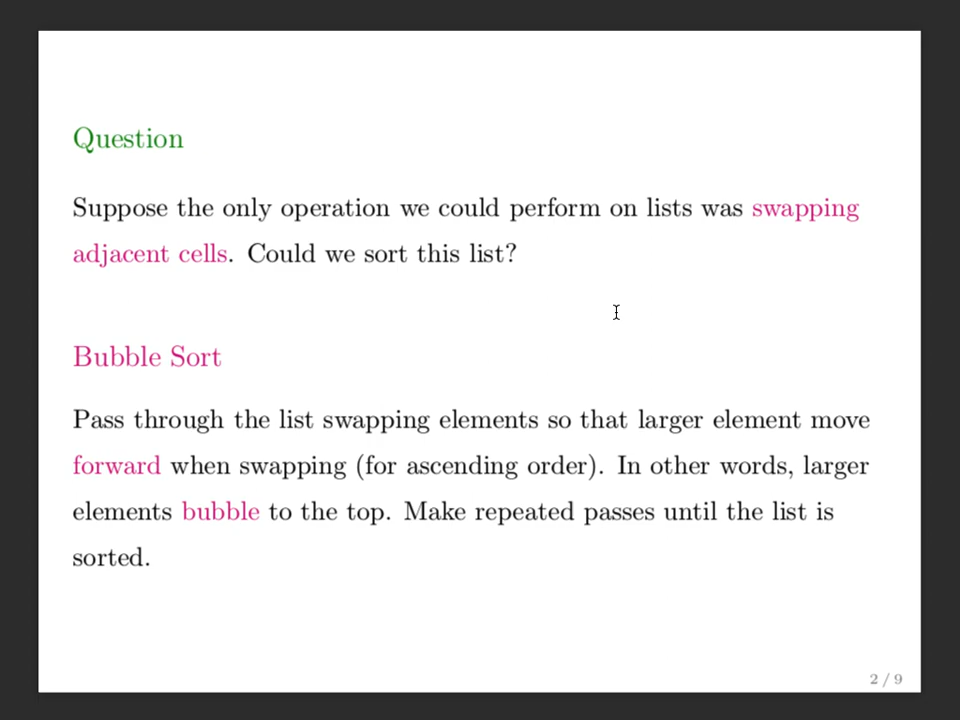 Question
Suppose the only operation we could perform on lists was swapping
adjacent cells. Could we sort this list?
Bubble Sort
Pass through the list swapping elements so that larger element move
forward when swapping (for ascending order). In other words, larger
elements bubble to the top. Make repeated passes until the list is
sorted.
2 / 9